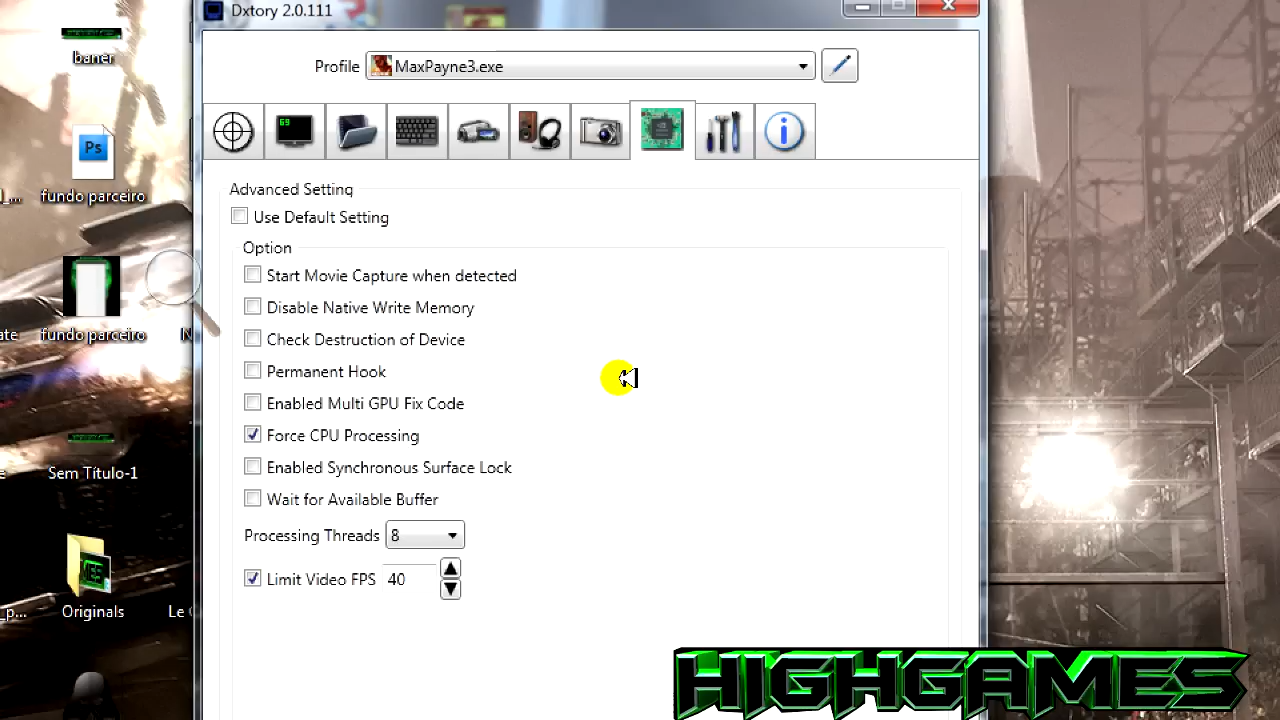 Dxtory 2.0.111
baner
Profile
MaxPayne3.exe
G9
Ps
fundo parceiro
Advanced Setting
Use Default Setting
Option
Start Movie Capture when detected
Disable Native Write Memory
fundo parceiro
Check Destruction of Device
Permanent Hook
Enabled Multi GPU Fix Code
Force CPU Processing
Sem Título-1
Enabled Synchronous Surface Lock
Wait for Available Buffer
Processing Threads 8
Limit Video FPS 40
Originals
HIGHGAMES